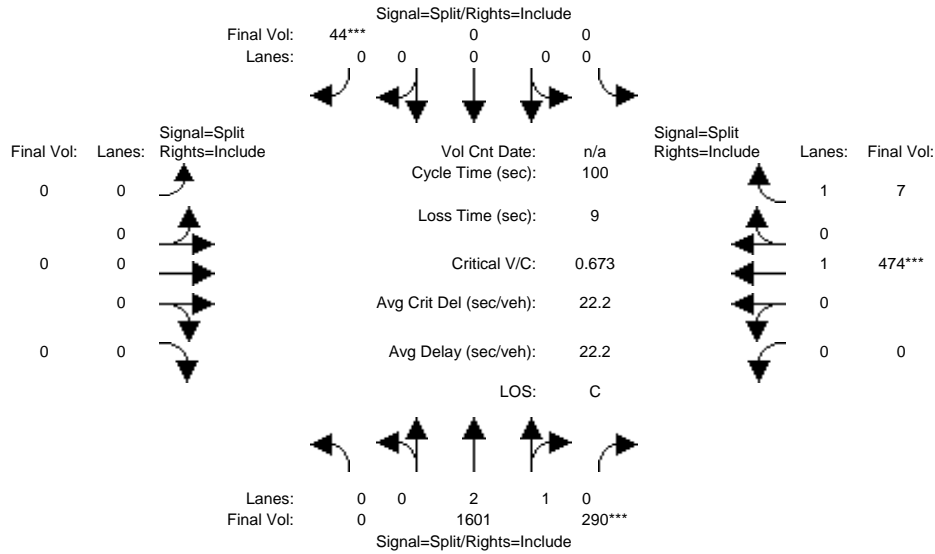 Signal=Split/Rights=Include
Final Vol: 44*** 0 0
Lanes: 0 0 0 0 0
Signal=Split Signal=Split
Final Vol: Lanes: Rights=Include Vol Cnt Date: n/a Rights=Include Lanes: Final Vol:
Cycle Time (sec): 100
0 0 1 7
Loss Time (sec): 9
0 0
0 0 Critical V/C: 0.673 1 474***
0 Avg Crit Del (sec/veh): 22.2 0
0 0 Avg Delay (sec/veh): 22.2 0 0
LOS: C
Lanes: 0 0 2 1 0
Final Vol: 0 1601 290***
Signal=Split/Rights=Include